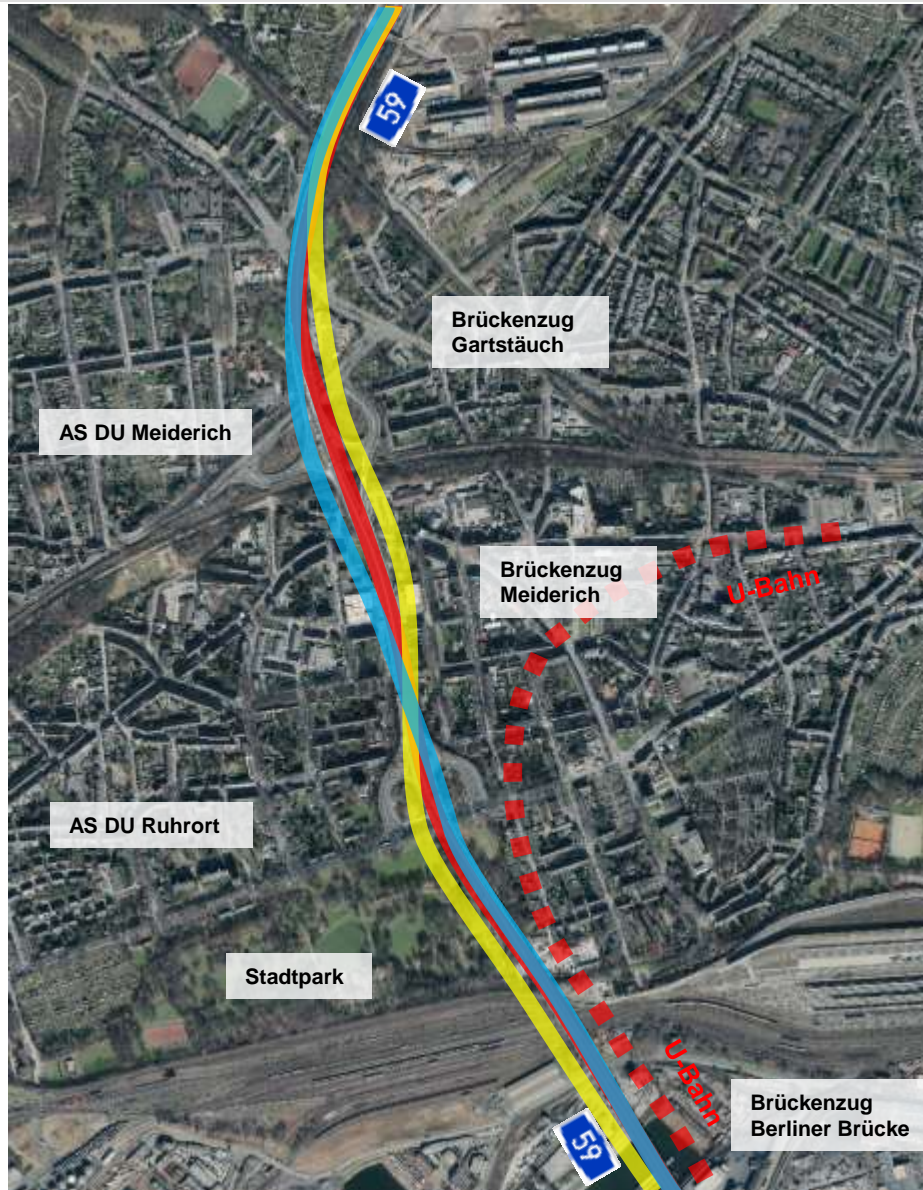 59
Brückenzug
Gartstäuch
AS DU Meiderich
Brückenzug
Meiderich
U-Bahn
AS DU Ruhrort
Stadtpark
U-Bahn
Brückenzug
Berliner Brücke
59